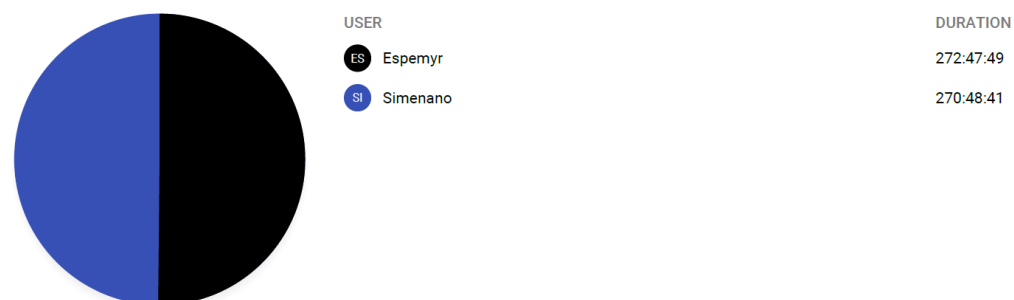 USER DURATION
ES Espemyr 272:47:49
SI Simenano 270:48:41